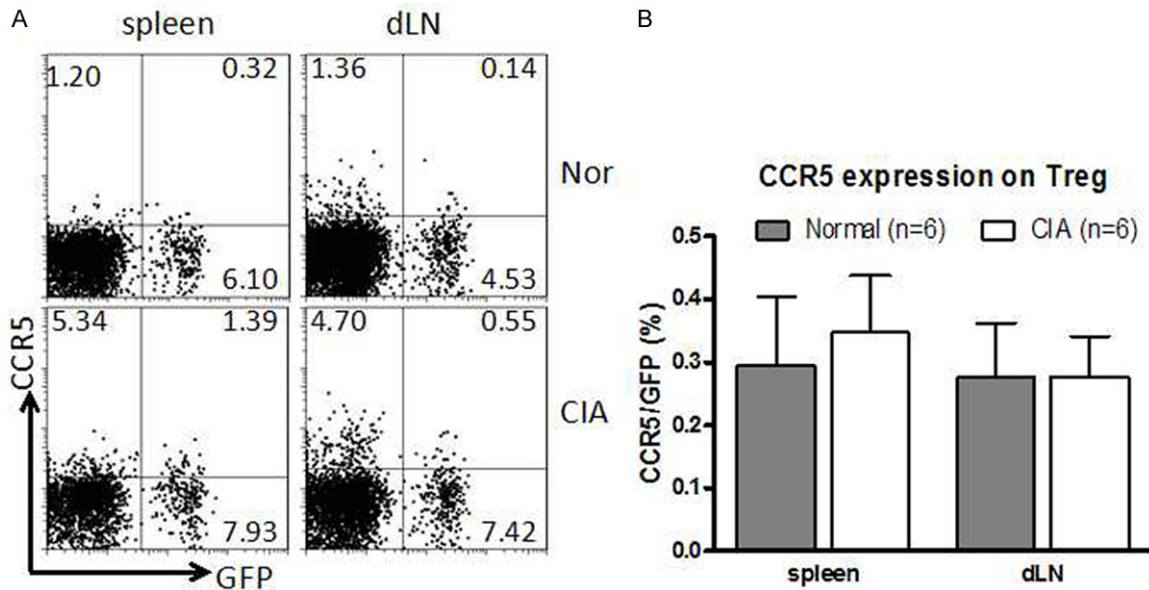 A
spleen
dLN
1.20
0.32
6.10
1.36
0.14
4.53
Nor
5.34
1.39
7.93
4.70
0.55
7.42
CIA
CCR5
GFP
B
CCR5 expression on Treg
Normal (n=6)
CIA (n=6)
CCR5/GFP (%)
0.5
0.4
0.3
0.2
0.1
0.0
spleen
dLN